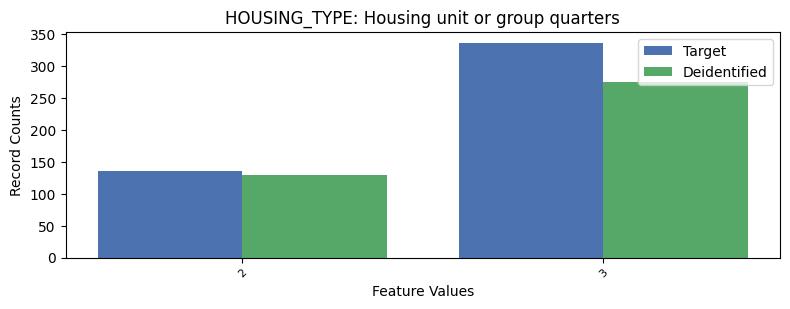 HOUSING_TYPE: Housing unit or group quarters
Record Counts
350
300
250
200
150
100
50
0
Target
Deidentified
2
3
Feature Values